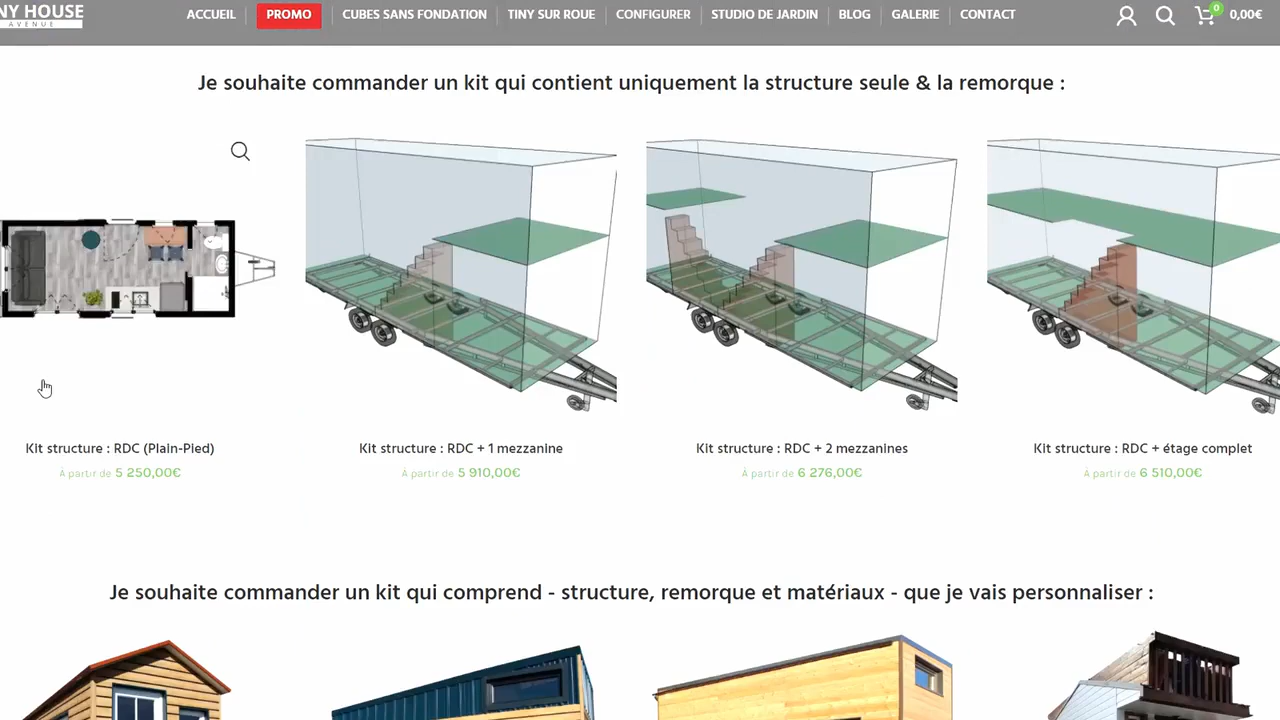 NY HOUSE
AVENUE
ACCUEIL
PROMO
CUBES SANS FONDATION
TINY SUR ROUE
CONFIGURER
STUDIO DE JARDIN
BLOG
GALERIE
CONTACT
0
0,00€
Je souhaite commander un kit qui contient uniquement la structure seule & la remorque :
Kit structure : RDC (Plain-Pied)
À partir de 5 250,00€
Kit structure : RDC + 1 mezzanine
À partir de 5 910,00€
Kit structure : RDC + 2 mezzanines
À partir de 6 276,00€
Kit structure : RDC + étage complet
À partir de 6 510,00€
Je souhaite commander un kit qui comprend - structure, remorque et matériaux - que je vais personnaliser :